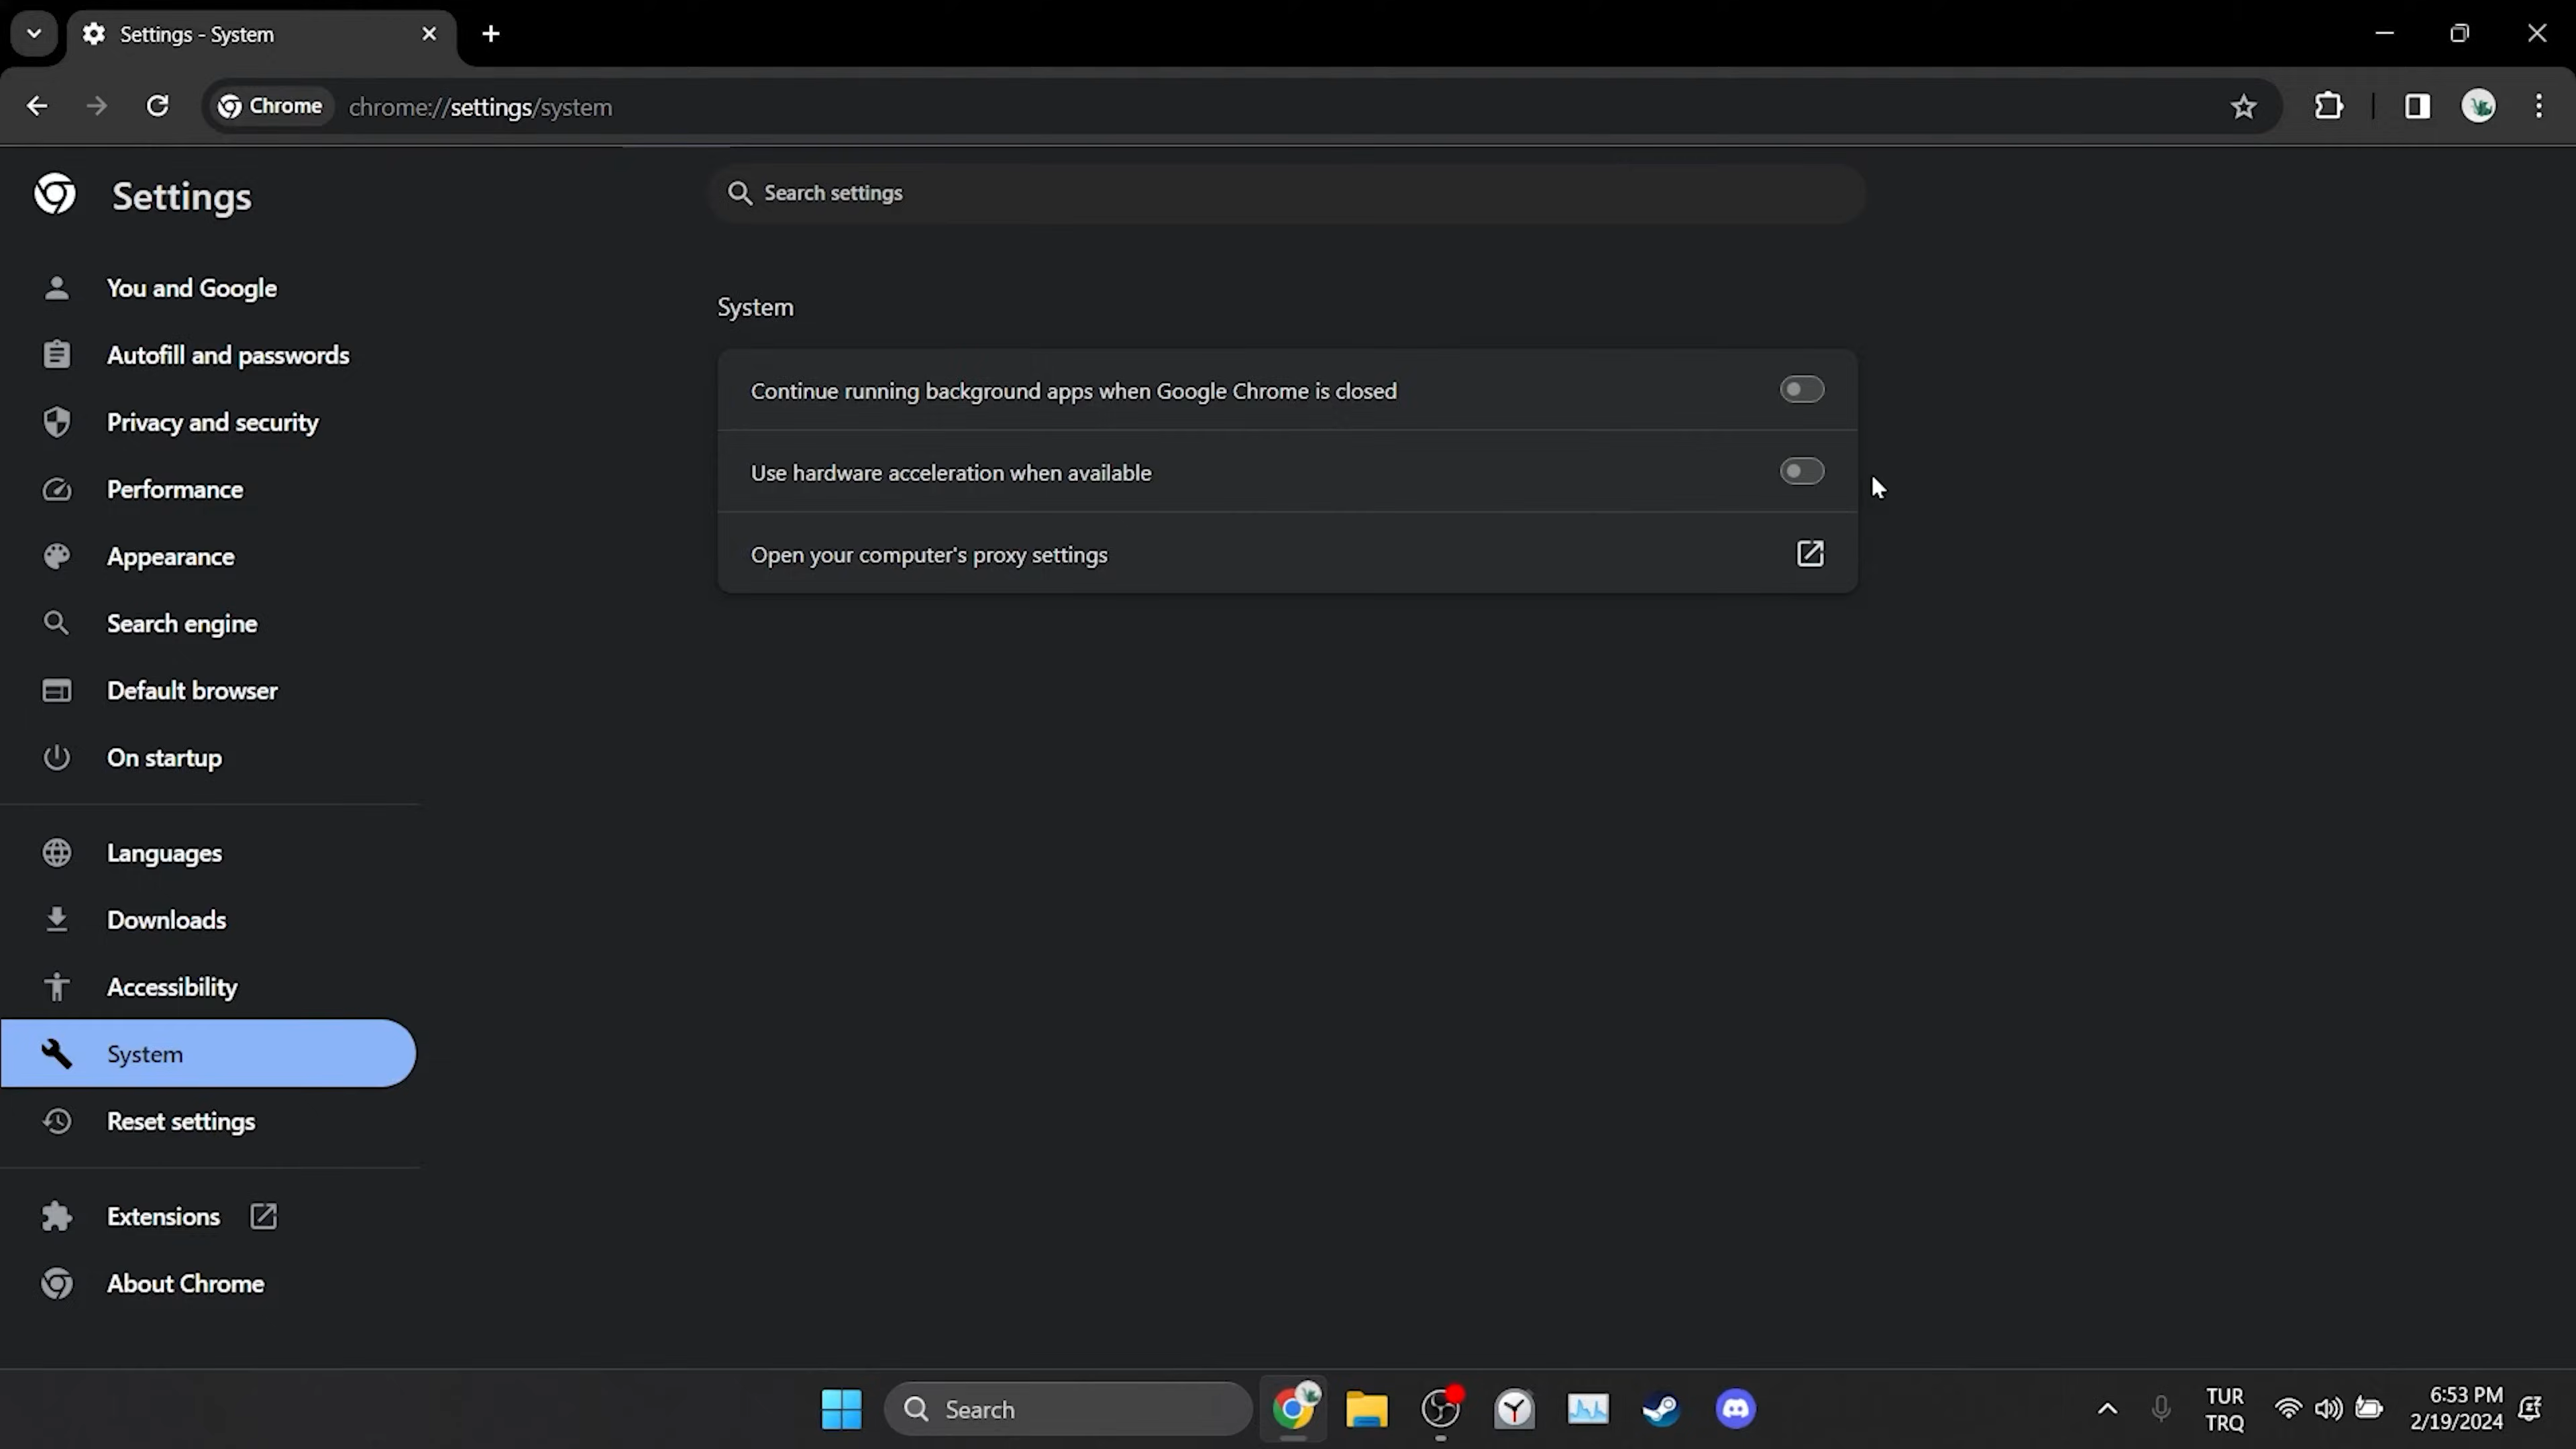 Settings - System
Chrome
chrome://settings/system
Settings
Search settings
You and Google
Autofill and passwords
Privacy and security
Performance
Appearance
Search engine
Default browser
On startup
Languages
Downloads
Accessibility
System
Reset settings
Extensions
About Chrome
System
Continue running background apps when Google Chrome is closed
Use hardware acceleration when available
Open your computer's proxy settings
Search
TUR
TRQ
6:53 PM
2/19/2024